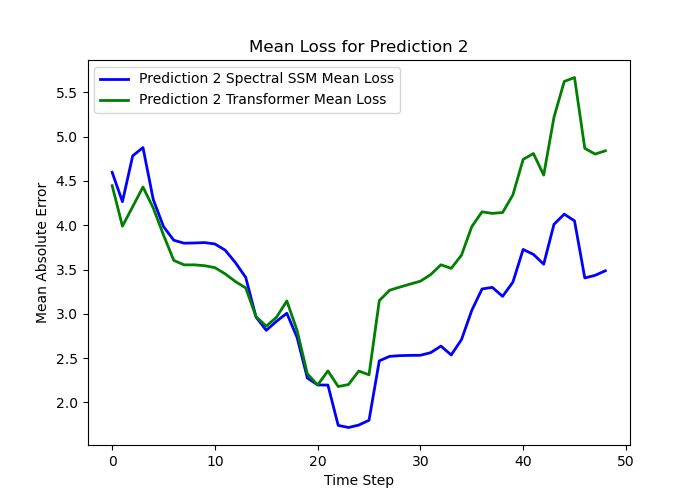 Mean Loss for Prediction 2
Prediction 2 Spectral SSM Mean Loss
Prediction 2 Transformer Mean Loss
5.5
5.0
4.5
4.0
3.5
3.0
2.5
2.0
Mean Absolute Error
0 10 20 30 40 50
Time Step